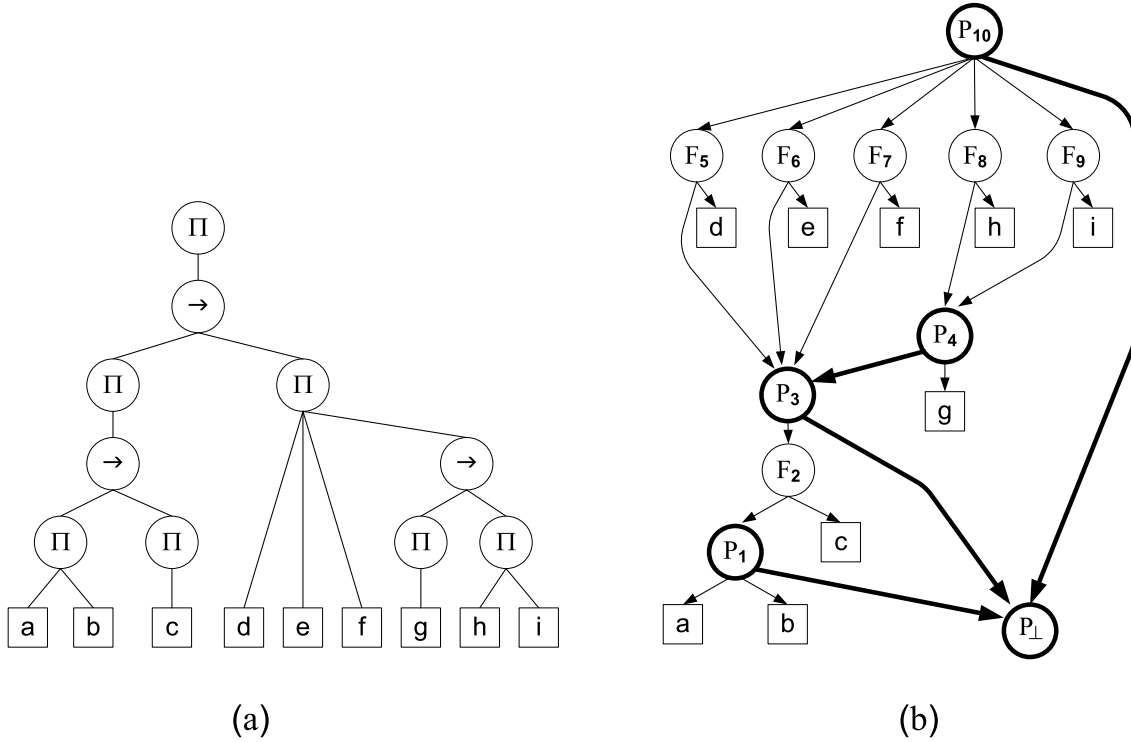 Π
→
Π Π
→ →
Π Π Π Π
a b c d e f g h i
(a)
P10
F5 F6 F7 F8 F9
d e f h i
P4
P3
g
F2
c
P1
a b
P⊥
(b)